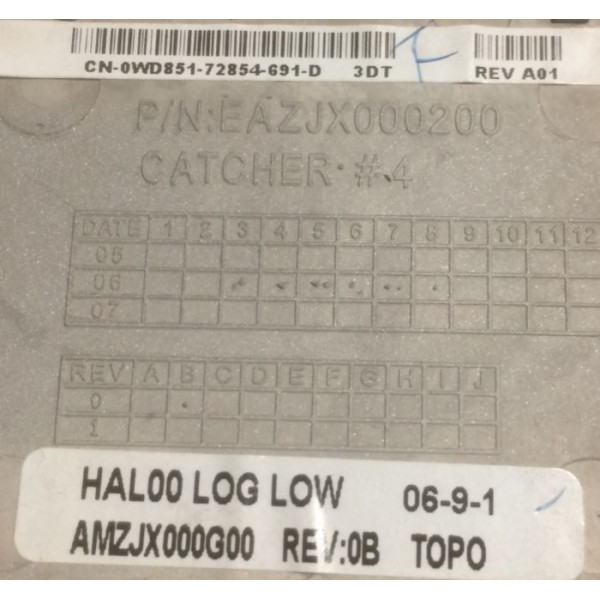 CN-0WD851-72854-691-D 3DT REV A01
P/N:EAZJX000200
CATCHER #4
DATE 1 2 3 4 5 6 7 8 9 10 11 12
05
06
07
REV A B C D E F G H I J
0
1
HAL00 LOG LOW 06-9-1
AMZJX000G00 REV:0B TOPO